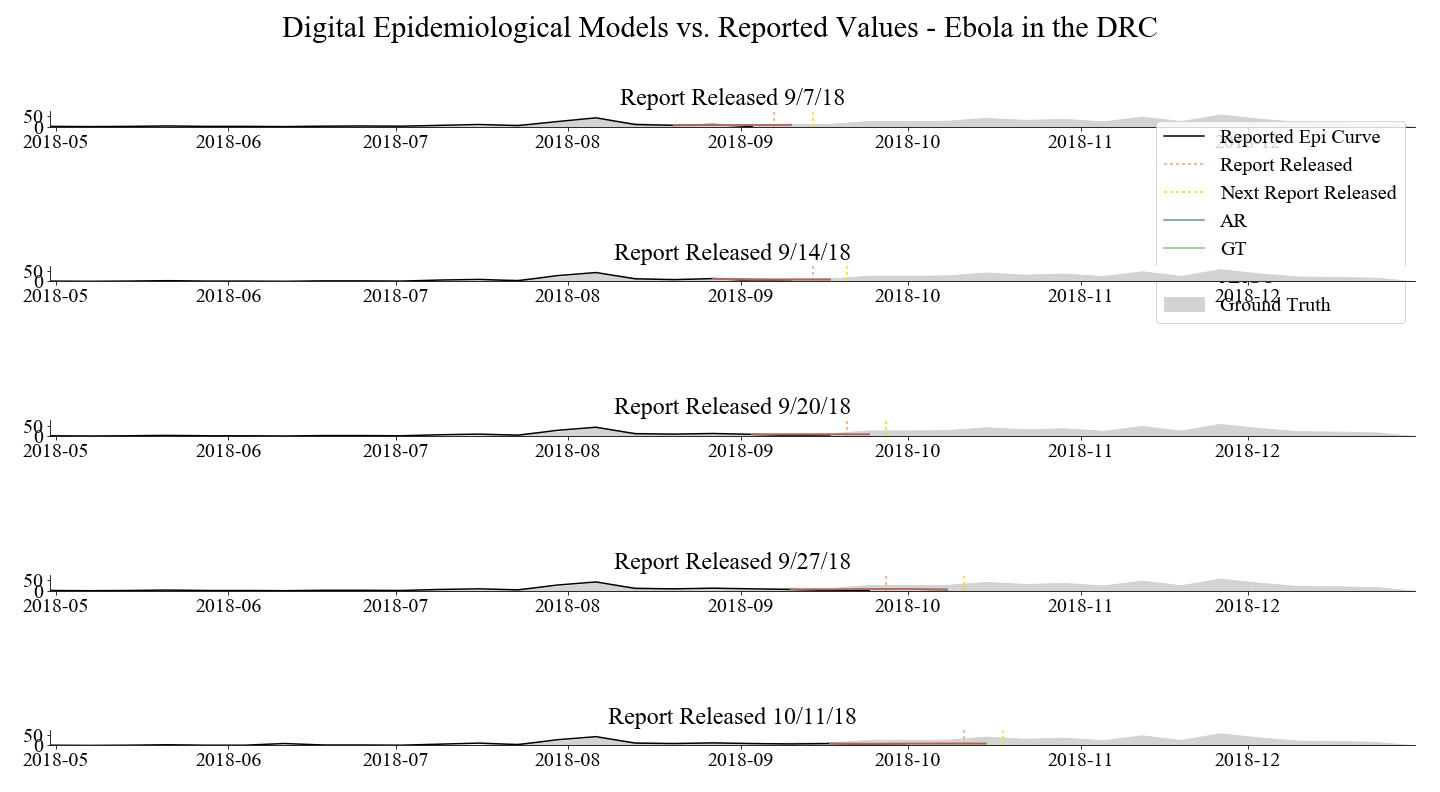 Digital Epidemiological Models vs. Reported Values - Ebola in the DRC
Report Released 9/7/18
50
0
2018-05 2018-06 2018-07 2018-08 2018-09 2018-10 2018-11 2018-12
Reported Epi Curve
Report Released
Next Report Released
AR
GT
Report Released 9/14/18
50
0
2018-05 2018-06 2018-07 2018-08 2018-09 2018-10 2018-11 2018-12
Ground Truth
Report Released 9/20/18
50
0
2018-05 2018-06 2018-07 2018-08 2018-09 2018-10 2018-11 2018-12
Report Released 9/27/18
50
0
2018-05 2018-06 2018-07 2018-08 2018-09 2018-10 2018-11 2018-12
Report Released 10/11/18
50
0
2018-05 2018-06 2018-07 2018-08 2018-09 2018-10 2018-11 2018-12